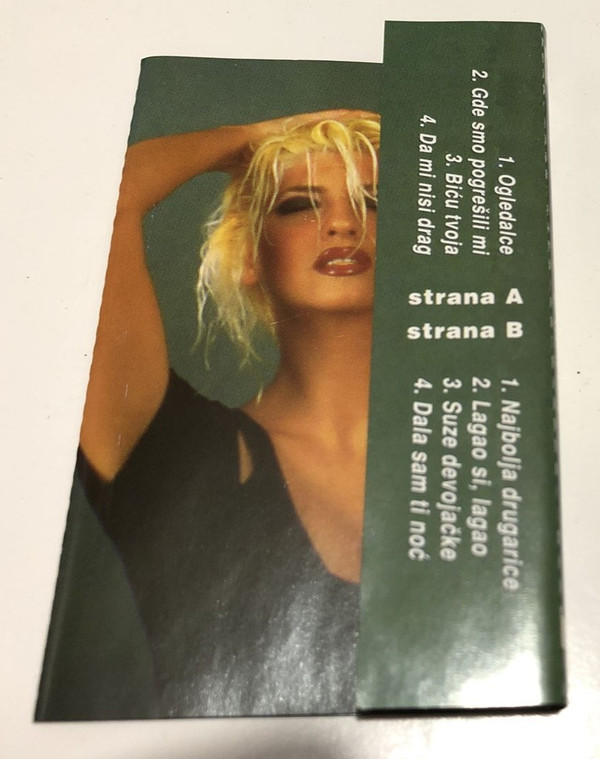 strana A
1. Ogledalce
2. Gde smo pogrešili mi
3. Biću tvoja
4. Da mi nisi drag
strana B
1. Najbolja drugarice
2. Lagao si, lagao
3. Suze devojačke
4. Dala sam ti noć